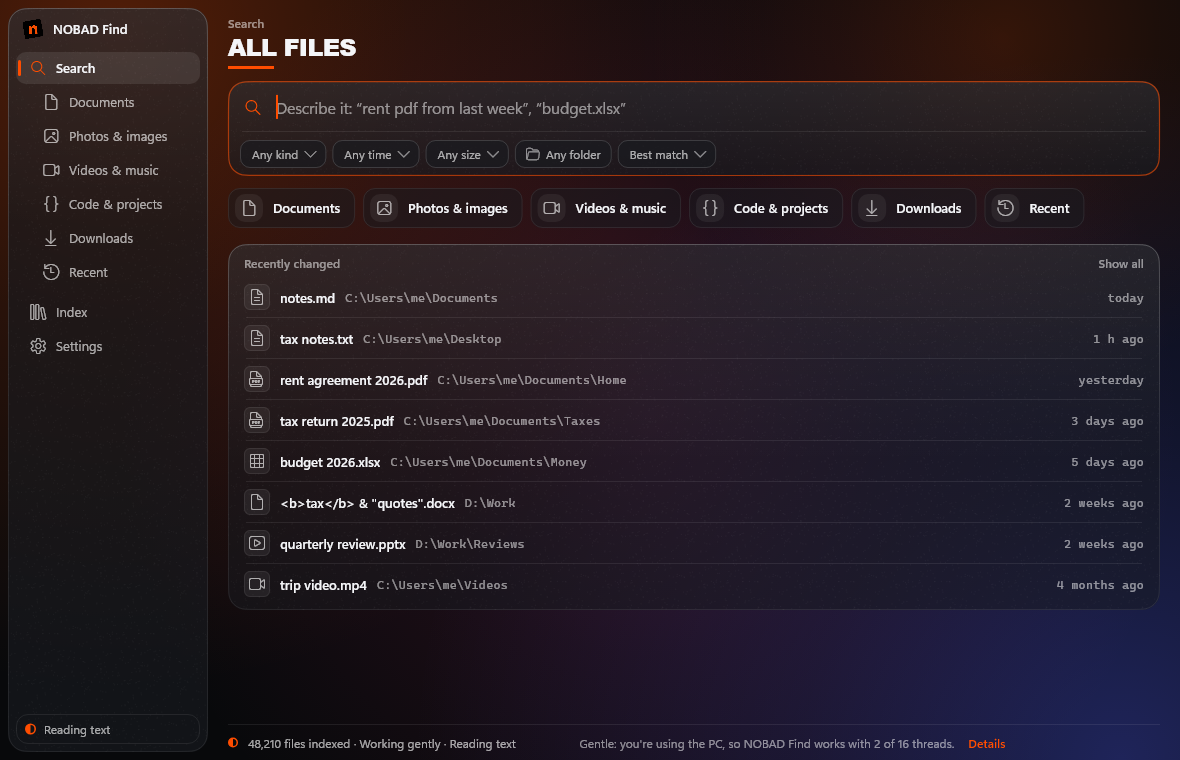 NOBAD Find
Search
Documents
Photos & images
Videos & music
Code & projects
Downloads
Recent
Index
Settings
Reading text
Search
ALL FILES
Describe it: “rent pdf from last week”, “budget.xlsx”
Any kind Any time Any size Any folder Best match
Documents Photos & images Videos & music Code & projects Downloads Recent
Recently changed Show all
notes.md C:\Users\me\Documents today
tax notes.txt C:\Users\me\Desktop 1 h ago
rent agreement 2026.pdf C:\Users\me\Documents\Home yesterday
tax return 2025.pdf C:\Users\me\Documents\Taxes 3 days ago
budget 2026.xlsx C:\Users\me\Documents\Money 5 days ago
<b>tax</b> & "quotes".docx D:\Work 2 weeks ago
quarterly review.pptx D:\Work\Reviews 2 weeks ago
trip video.mp4 C:\Users\me\Videos 4 months ago
48,210 files indexed · Working gently · Reading text Gentle: you're using the PC, so NOBAD Find works with 2 of 16 threads. Details